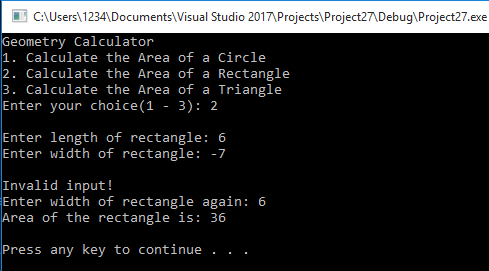 C:\Users\1234\Documents\Visual Studio 2017\Projects\Project27\Debug\Project27.exe
Geometry Calculator
1. Calculate the Area of a Circle
2. Calculate the Area of a Rectangle
3. Calculate the Area of a Triangle
Enter your choice(1 - 3): 2
Enter length of rectangle: 6
Enter width of rectangle: -7
Invalid input!
Enter width of rectangle again: 6
Area of the rectangle is: 36
Press any key to continue . . .